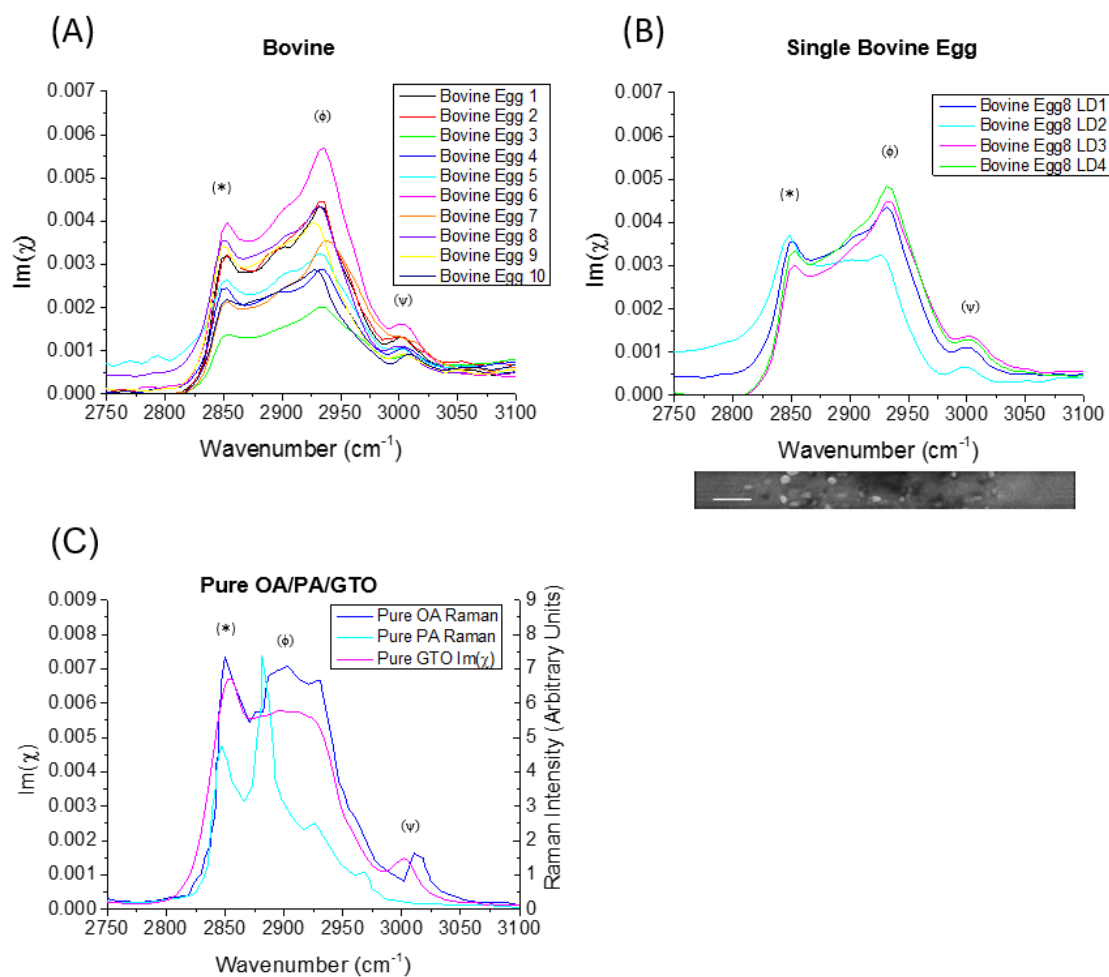 (A)
Bovine
0.007
0.006
0.005
0.004
0.003
0.002
0.001
0.000
Im(χ)
(*)
(ϕ)
(ψ)
Bovine Egg 1
Bovine Egg 2
Bovine Egg 3
Bovine Egg 4
Bovine Egg 5
Bovine Egg 6
Bovine Egg 7
Bovine Egg 8
Bovine Egg 9
Bovine Egg 10
2750 2800 2850 2900 2950 3000 3050 3100
Wavenumber (cm⁻¹)
(B)
Single Bovine Egg
0.007
0.006
0.005
0.004
0.003
0.002
0.001
0.000
Im(χ)
(*)
(ϕ)
(ψ)
Bovine Egg8 LD1
Bovine Egg8 LD2
Bovine Egg8 LD3
Bovine Egg8 LD4
2750 2800 2850 2900 2950 3000 3050 3100
Wavenumber (cm⁻¹)
(C)
Pure OA/PA/GTO
0.009
0.008
0.007
0.006
0.005
0.004
0.003
0.002
0.001
0.000
Im(χ)
(*)
(ϕ)
(ψ)
Pure OA Raman
Pure PA Raman
Pure GTO Im(χ)
9
8
7
6
5
4
3
2
1
0
Raman Intensity (Arbitrary Units)
2750 2800 2850 2900 2950 3000 3050 3100
Wavenumber (cm⁻¹)